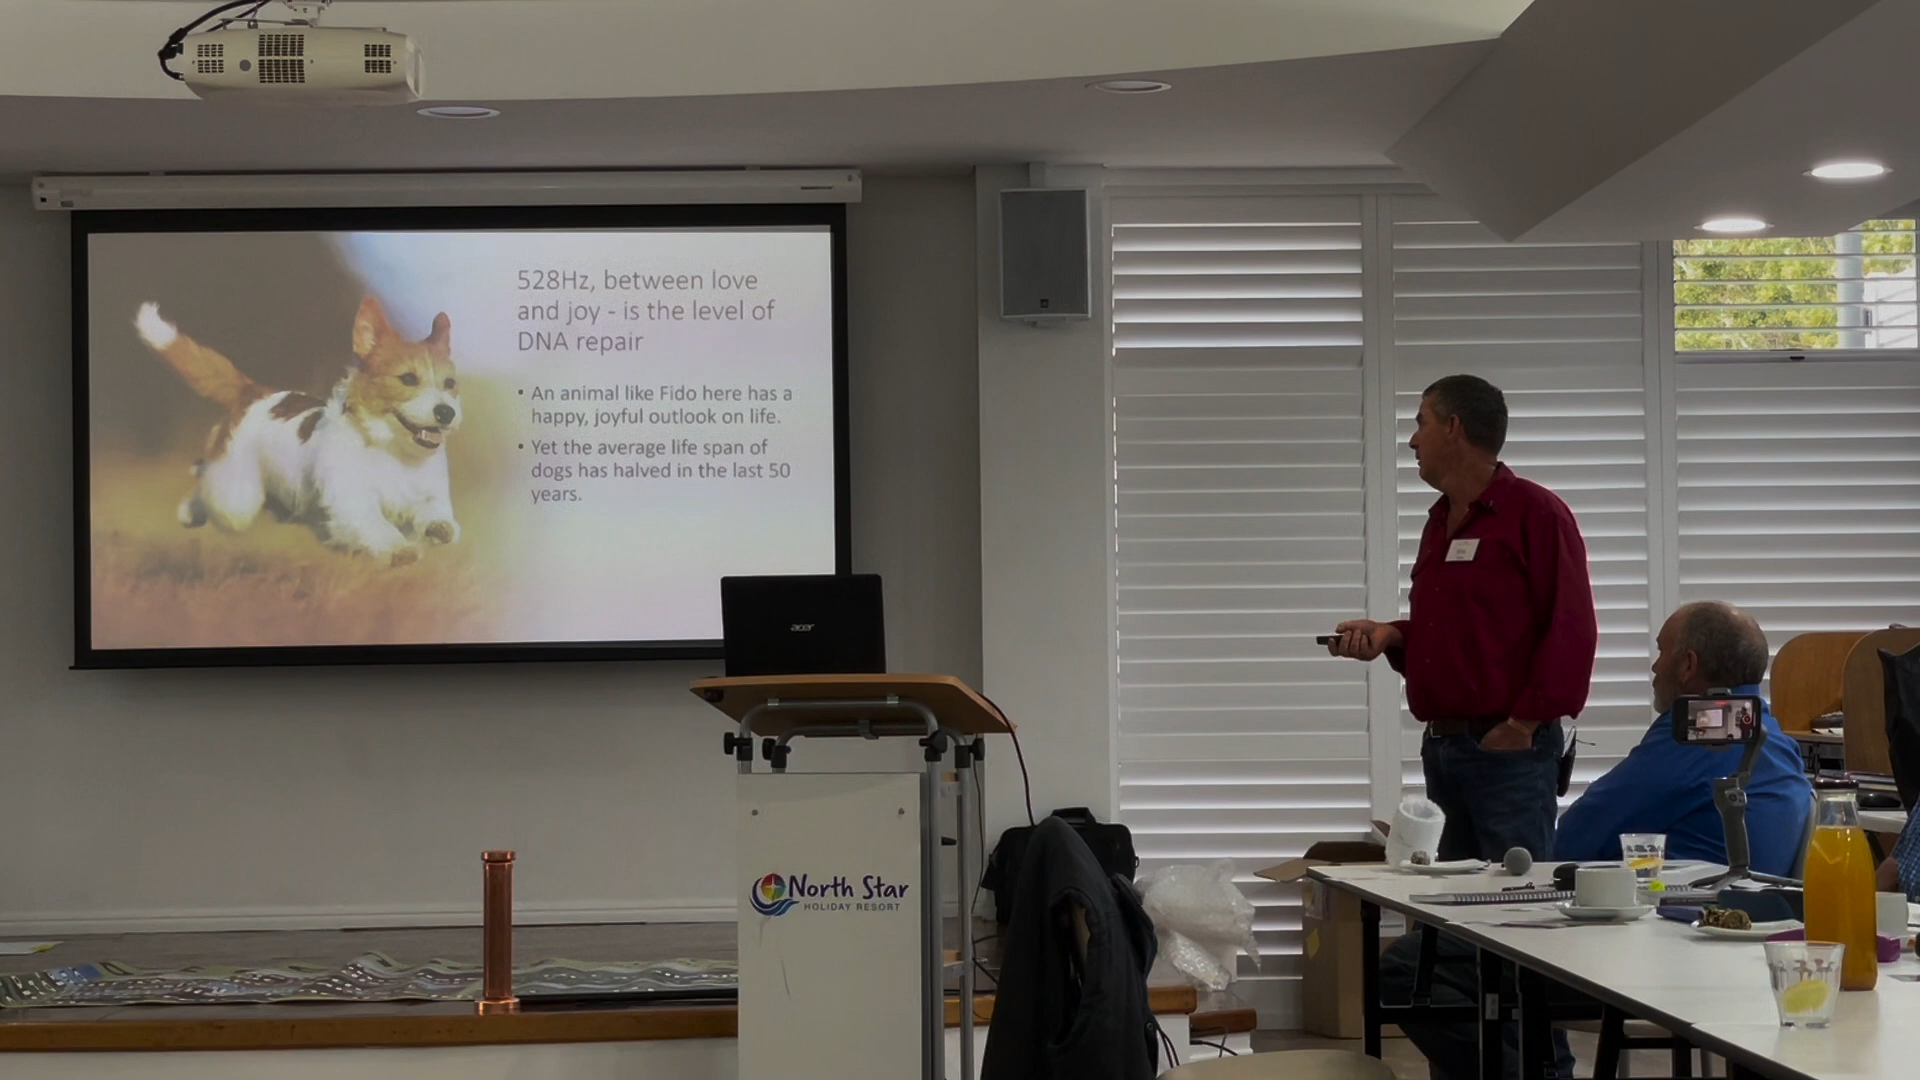 528Hz, between love
and joy - is the level of
DNA repair
• An animal like Fido here has a
happy, joyful outlook on life.
• Yet the average life span of
dogs has halved in the last 50
years.
acer
North Star
HOLIDAY RESORT